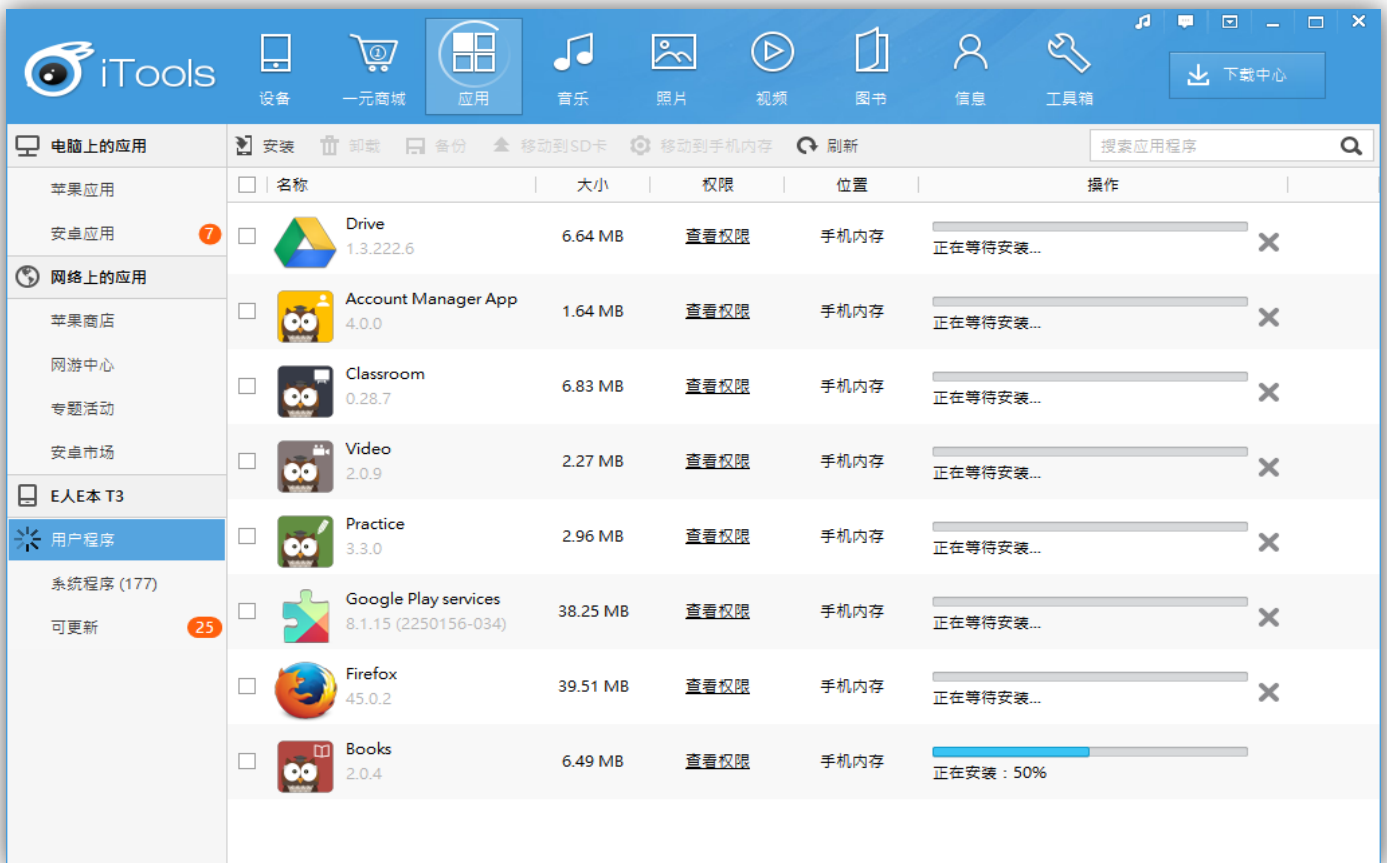 iTools
设备
一元商城
应用
音乐
照片
视频
图书
信息
工具箱
下载中心
电脑上的应用
苹果应用
安卓应用 7
网络上的应用
苹果商店
网游中心
专题活动
安卓市场
E人E本 T3
用户程序
系统程序 (177)
可更新 25
安装 卸载 备份 移动到SD卡 移动到手机内存 刷新 搜索应用程序
名称 大小 权限 位置 操作
Drive
1.3.222.6
6.64 MB 查看权限 手机内存
正在等待安装...
Account Manager App
4.0.0
1.64 MB 查看权限 手机内存
正在等待安装...
Classroom
0.28.7
6.83 MB 查看权限 手机内存
正在等待安装...
Video
2.0.9
2.27 MB 查看权限 手机内存
正在等待安装...
Practice
3.3.0
2.96 MB 查看权限 手机内存
正在等待安装...
Google Play services
8.1.15 (2250156-034)
38.25 MB 查看权限 手机内存
正在等待安装...
Firefox
45.0.2
39.51 MB 查看权限 手机内存
正在等待安装...
Books
2.0.4
6.49 MB 查看权限 手机内存
正在安装：50%